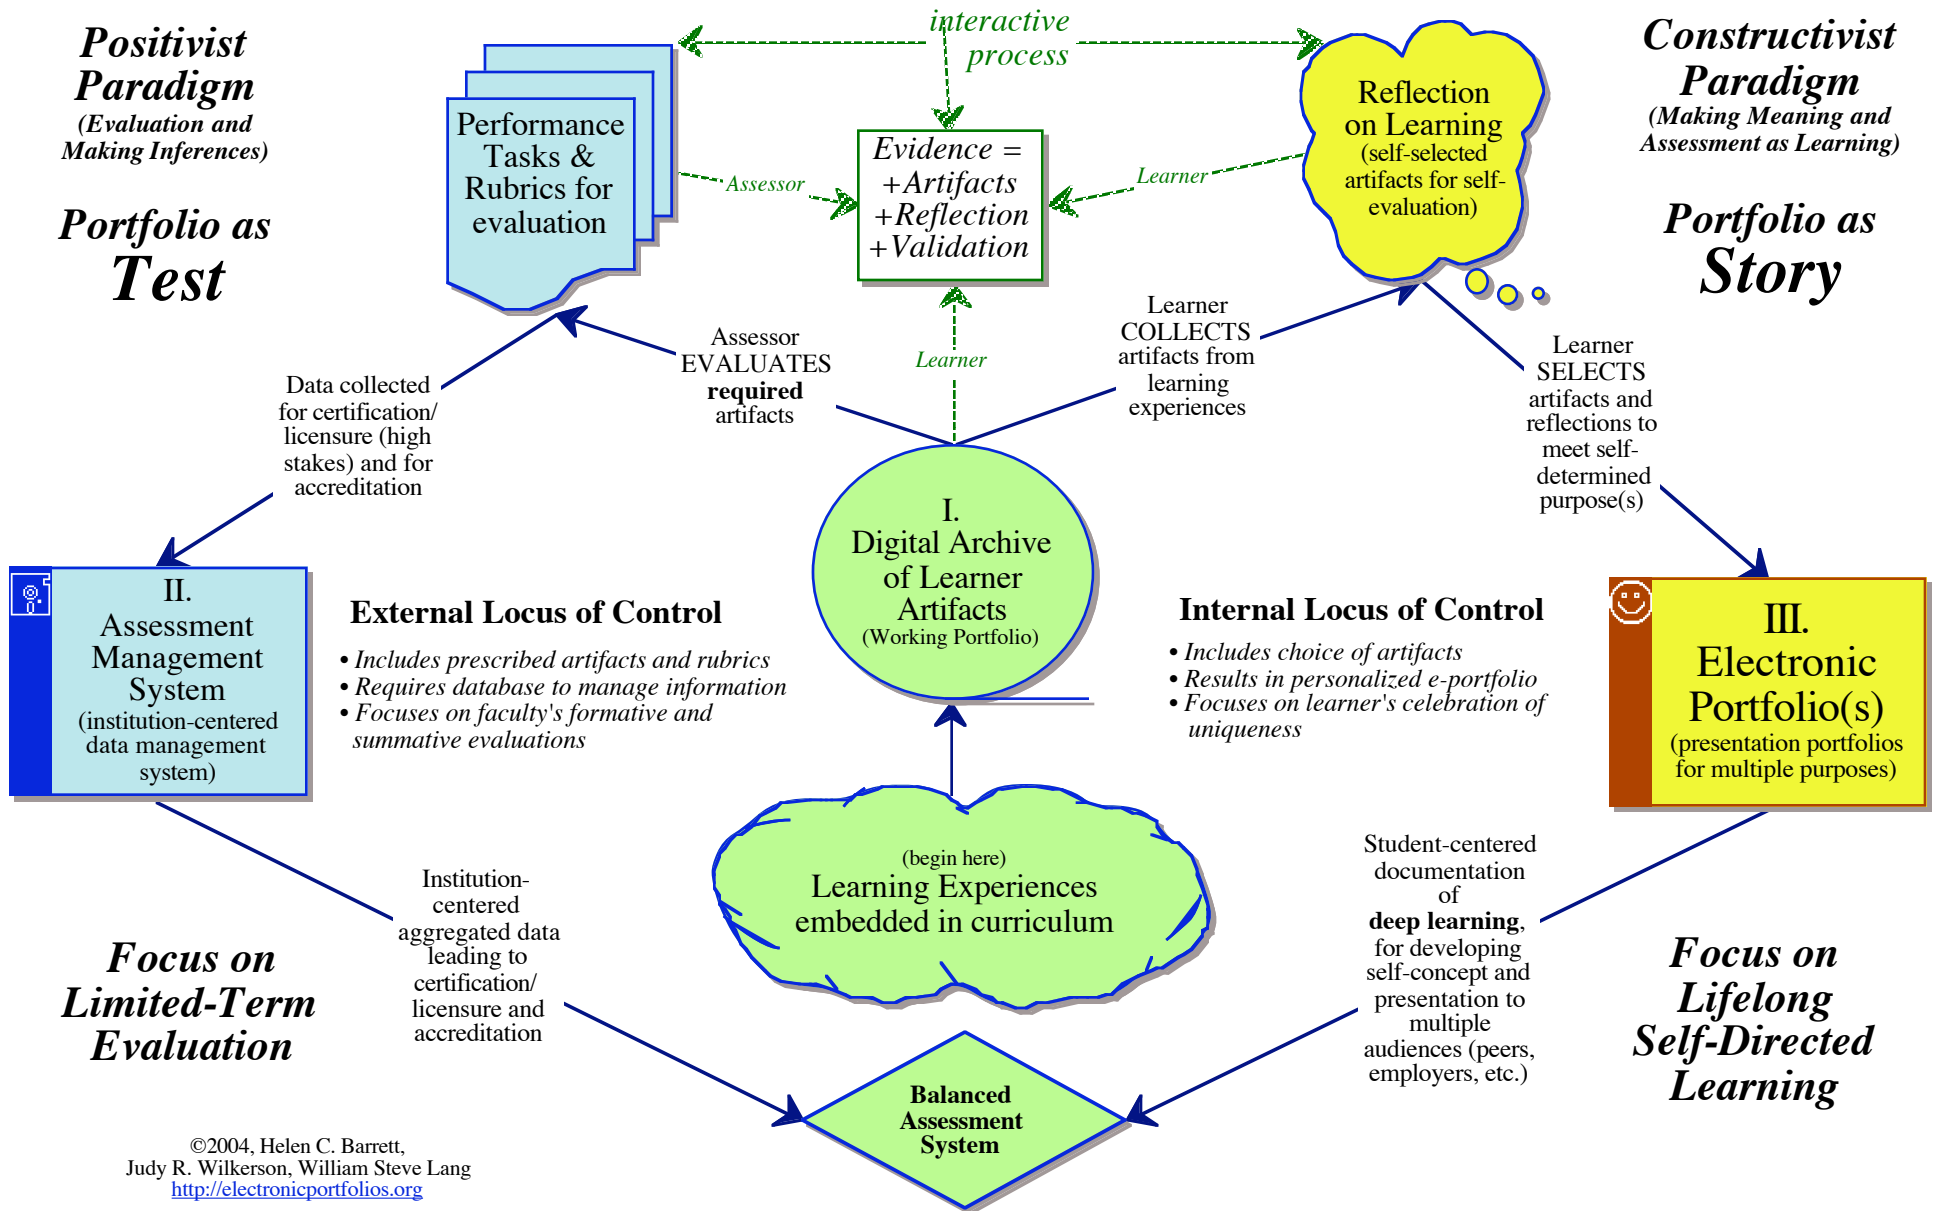 Positivist
Paradigm
(Evaluation and
Making Inferences)
Portfolio as
Test
interactive
process
Constructivist
Paradigm
(Making Meaning and
Assessment as Learning)
Portfolio as
Story
Performance
Tasks &
Rubrics for
evaluation
Assessor
Evidence =
+Artifacts
+Reflection
+Validation
Learner
Reflection
on Learning
(self-selected
artifacts for self-
evaluation)
Data collected
for certification/
licensure (high
stakes) and for
accreditation
Assessor
EVALUATES
required
artifacts
Learner
Learner
COLLECTS
artifacts from
learning
experiences
Learner
SELECTS
artifacts and
reflections to
meet self-
determined
purpose(s)
I.
Digital Archive
of Learner
Artifacts
(Working Portfolio)
II.
Assessment
Management
System
(institution-centered
data management
system)
External Locus of Control
• Includes prescribed artifacts and rubrics
• Requires database to manage information
• Focuses on faculty's formative and
summative evaluations
Internal Locus of Control
• Includes choice of artifacts
• Results in personalized e-portfolio
• Focuses on learner's celebration of
uniqueness
III.
Electronic
Portfolio(s)
(presentation portfolios
for multiple purposes)
(begin here)
Learning Experiences
embedded in curriculum
Institution-
centered
aggregated data
leading to
certification/
licensure and
accreditation
Student-centered
documentation
of
deep learning,
for developing
self-concept and
presentation to
multiple
audiences (peers,
employers, etc.)
Focus on
Limited-Term
Evaluation
Focus on
Lifelong
Self-Directed
Learning
Balanced
Assessment
System
©2004, Helen C. Barrett,
Judy R. Wilkerson, William Steve Lang
http://electronicportfolios.org